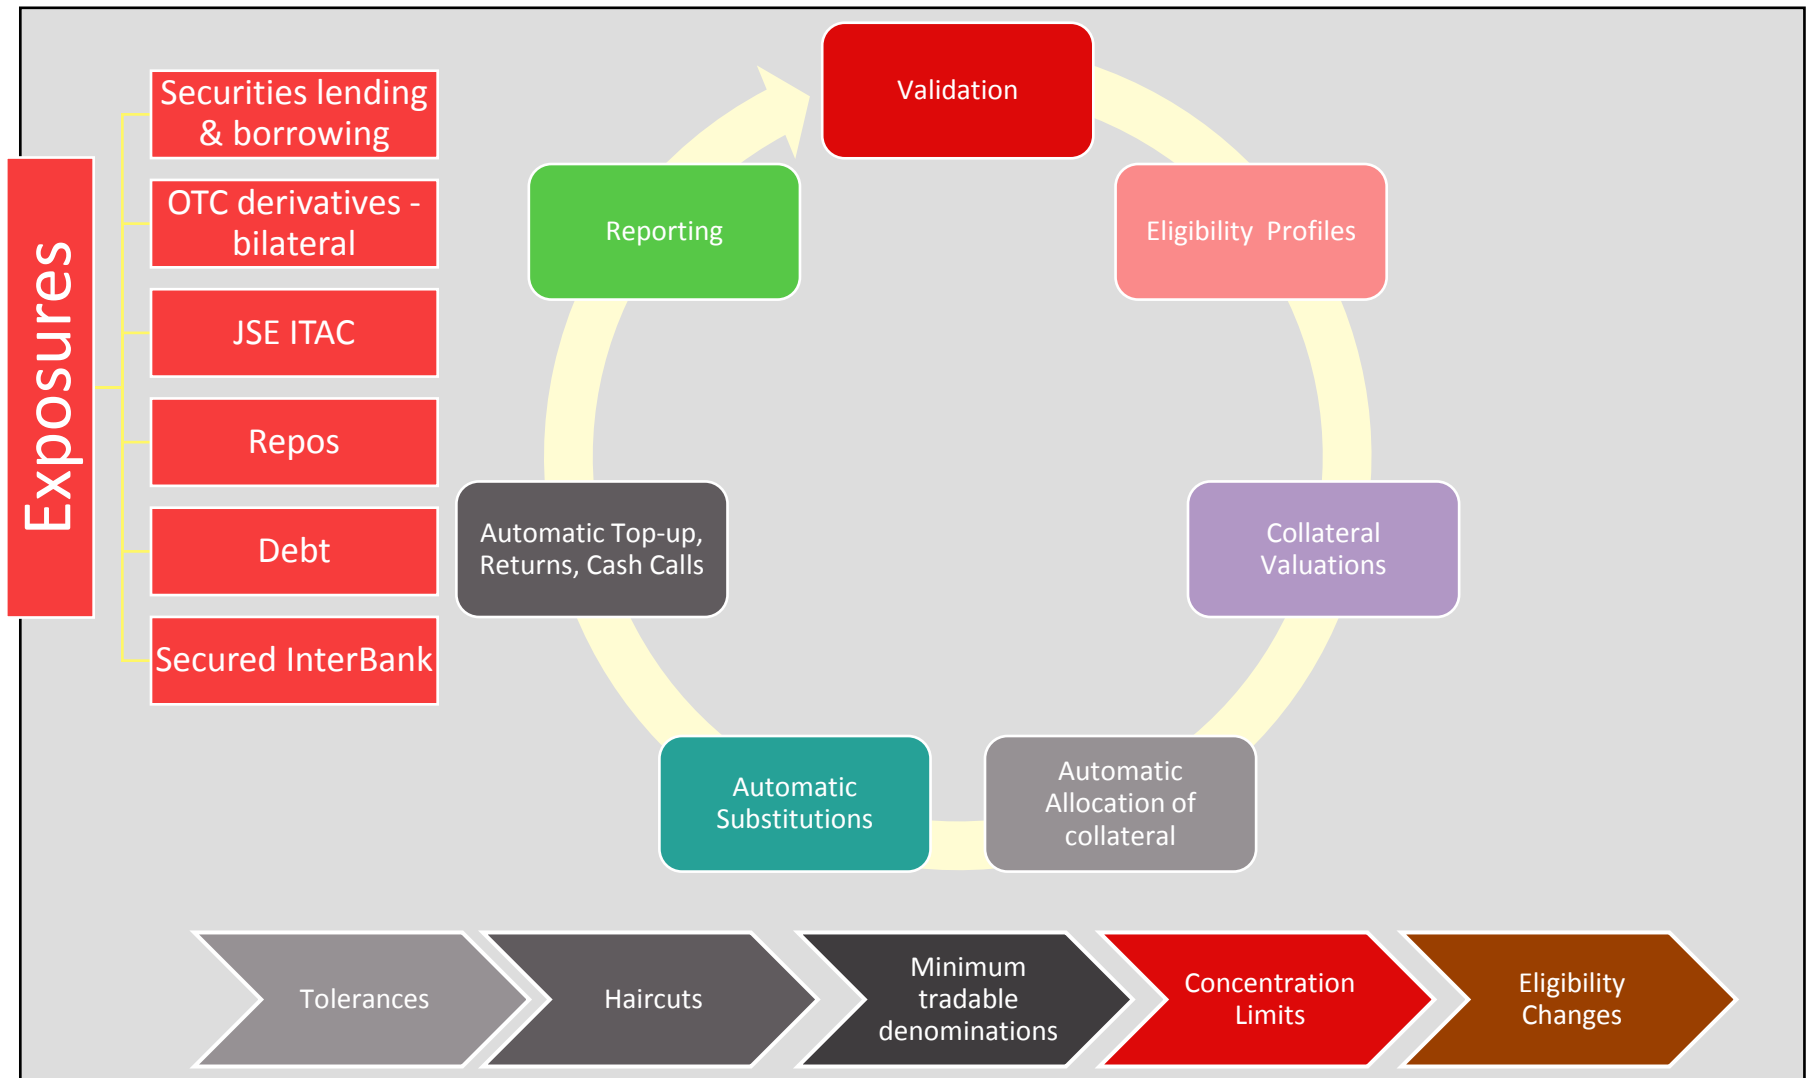 Exposures
Securities lending
& borrowing
OTC derivatives -
bilateral
JSE ITAC
Repos
Debt
Secured InterBank
Validation
Eligibility  Profiles
Collateral
Valuations
Automatic
Allocation of
collateral
Automatic
Substitutions
Automatic Top-up,
Returns, Cash Calls
Reporting
Tolerances
Haircuts
Minimum
tradable
denominations
Concentration
Limits
Eligibility
Changes